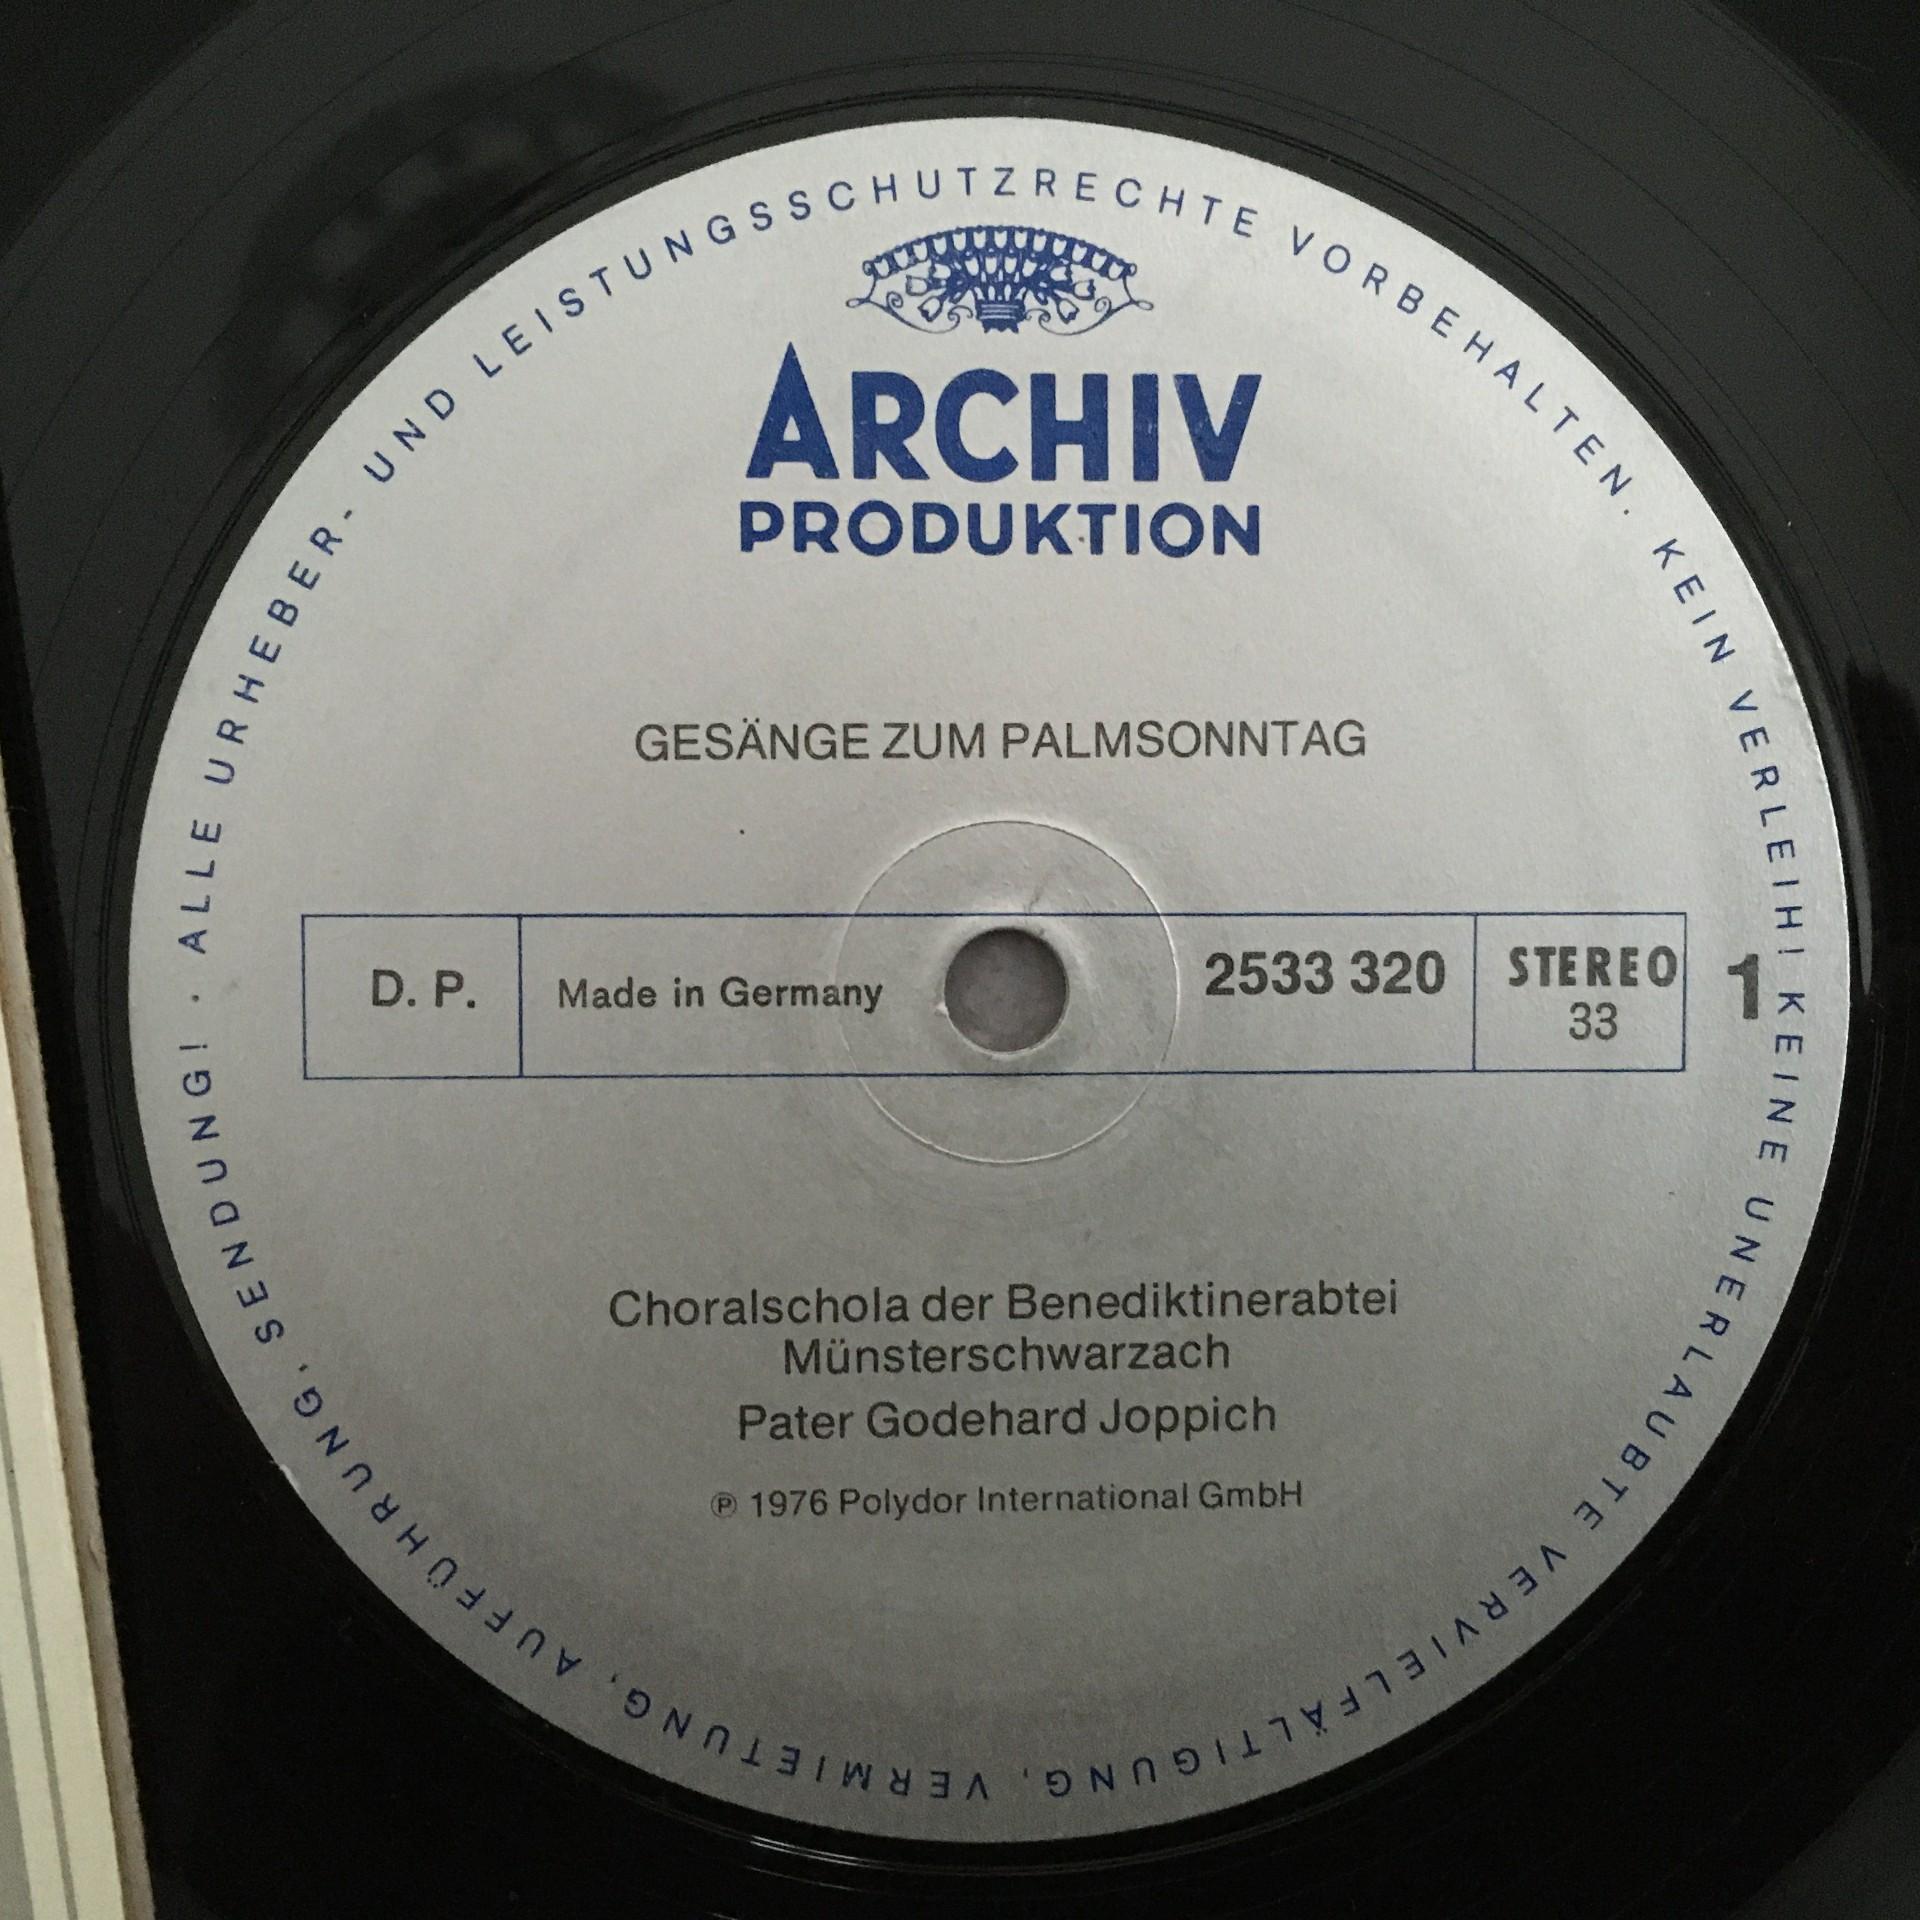 ALLE URHEBER- UND LEISTUNGSSCHUTZRECHTE VORBEHALTEN. KEIN VERLEIH! KEINE UNERLAUBTE VERVIELFÄLTIGUNG, VERMIETUNG, AUFFÜHRUNG, SENDUNG! ·
ARCHIV
PRODUKTION
GESÄNGE ZUM PALMSONNTAG
D. P. Made in Germany 2533 320 STEREO 1
33
Choralschola der Benediktinerabtei
Münsterschwarzach
Pater Godehard Joppich
℗ 1976 Polydor International GmbH